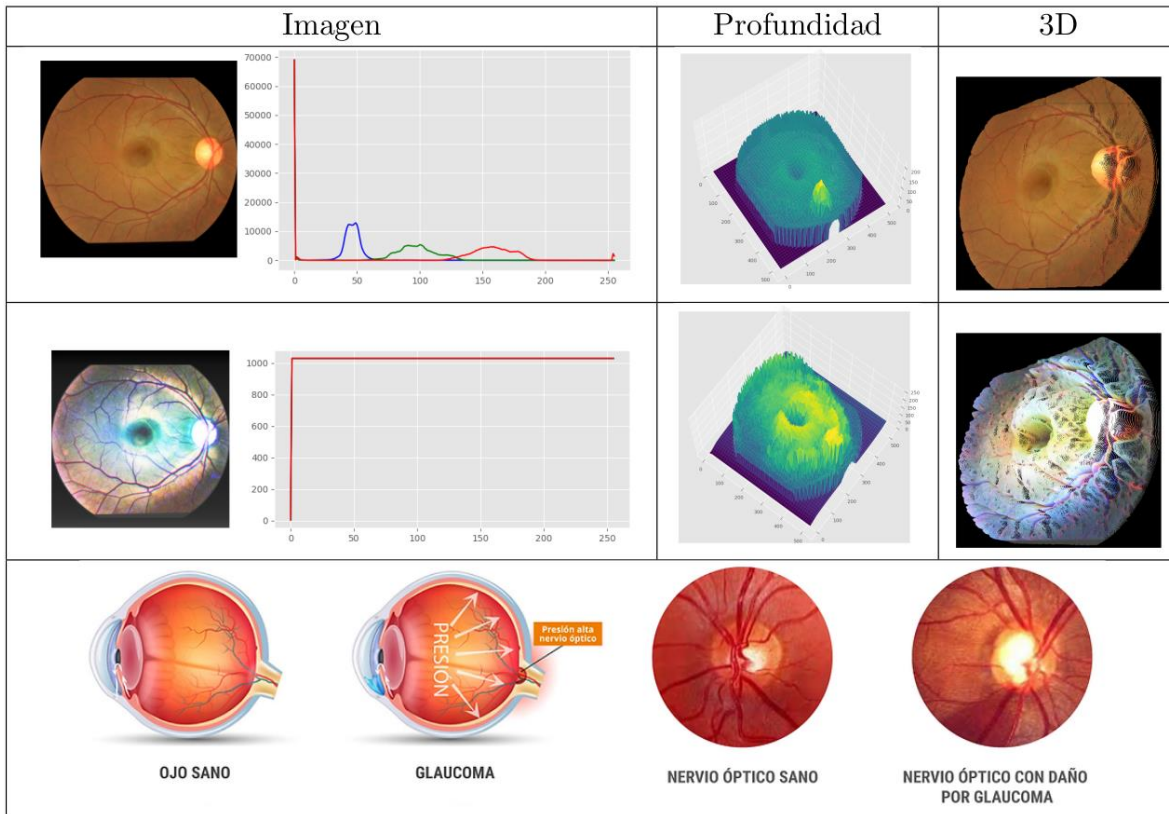 Imagen Profundidad 3D
70000
60000
50000
40000
30000
20000
10000
0
0 50 100 150 200 250
1000
800
600
400
200
0
0 50 100 150 200 250
PRESIÓN
Presión alta
nervio óptico
OJO SANO
GLAUCOMA
NERVIO ÓPTICO SANO
NERVIO ÓPTICO CON DAÑO
POR GLAUCOMA